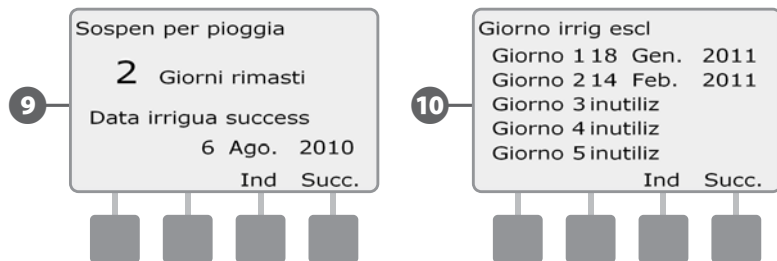 9
Sospen per pioggia
2 Giorni rimasti
Data irrigua success
6 Ago. 2010
Ind Succ.
10
Giorno irrig escl
Giorno 1 18 Gen. 2011
Giorno 2 14 Feb. 2011
Giorno 3 inutiliz
Giorno 4 inutiliz
Giorno 5 inutiliz
Ind Succ.